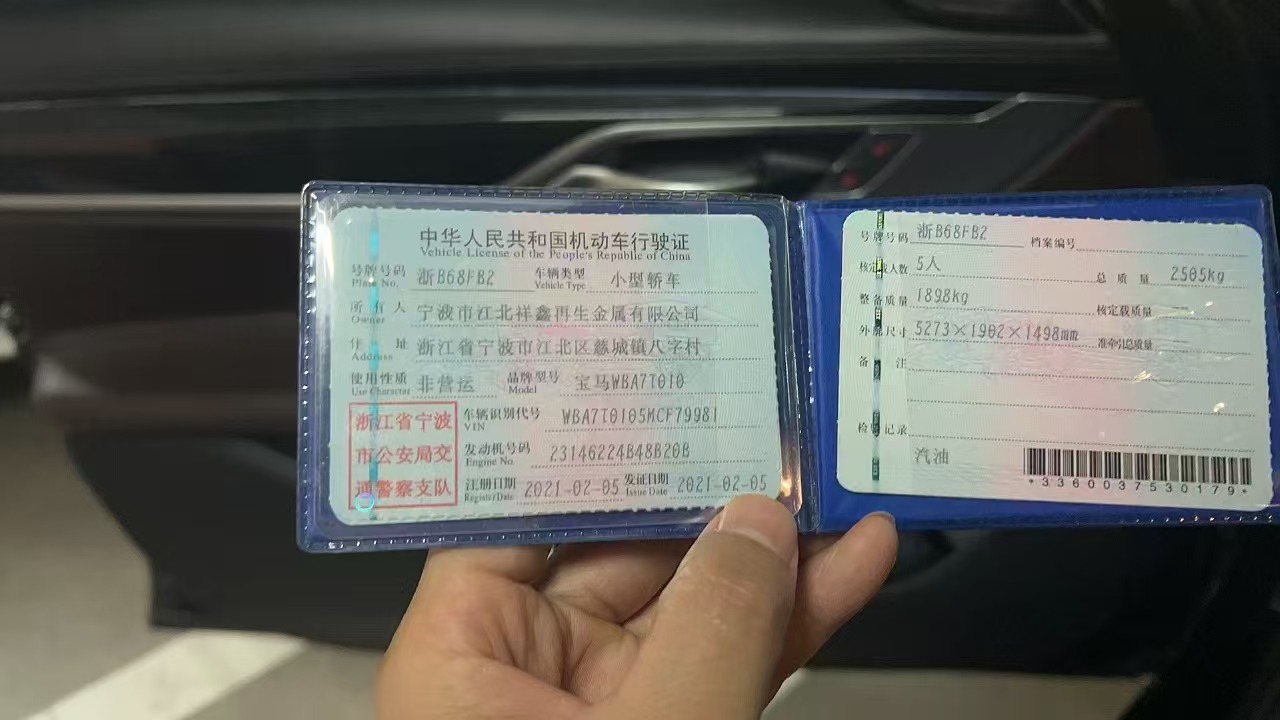 中华人民共和国机动车行驶证
Vehicle License of the People's Republic of China
号牌号码 浙B68FB2 车辆类型 小型轿车
Plate No. Vehicle Type
所有人 宁波市江北祥鑫再生金属有限公司
Owner
住址 浙江省宁波市江北区慈城镇八字村
Address
使用性质 非营运 品牌型号 宝马WBA7T010
Use Character Model
浙江省宁波
市公安局交
通警察支队
车辆识别代号 WBA7T0105MCF79981
VIN
发动机号码 23146224B48B20B
Engine No.
注册日期 2021-02-05 发证日期 2021-02-05
Register Date Issue Date
号牌号码 浙B68FB2 档案编号
核定载人数 5人 总质量 2505kg
整备质量 1898kg 核定载质量 --
外廓尺寸 5273×1902×1498mm 准牵引总质量 --
备注
检验记录
汽油
*3360037530179*